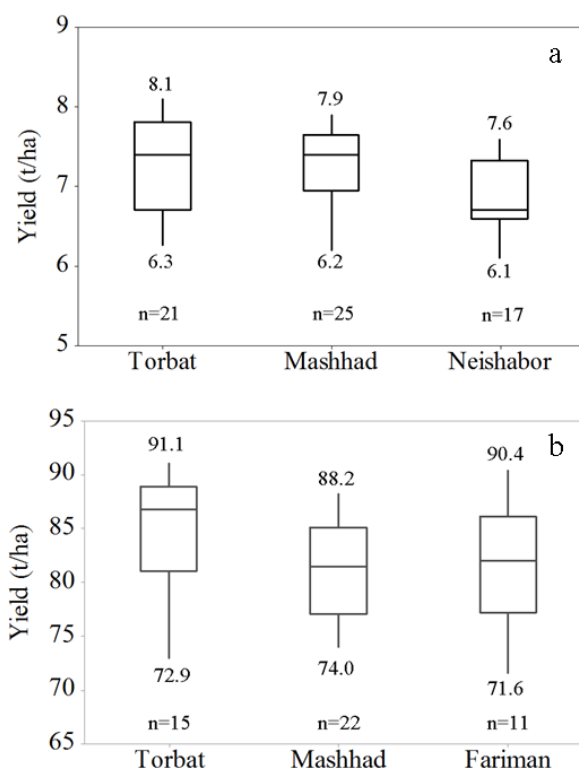 a
Yield (t/ha)
9
8
7
6
5
8.1
7.9
7.6
6.3
6.2
6.1
n=21
n=25
n=17
Torbat
Mashhad
Neishabor
b
Yield (t/ha)
95
90
85
80
75
70
65
91.1
88.2
90.4
72.9
74.0
71.6
n=15
n=22
n=11
Torbat
Mashhad
Fariman